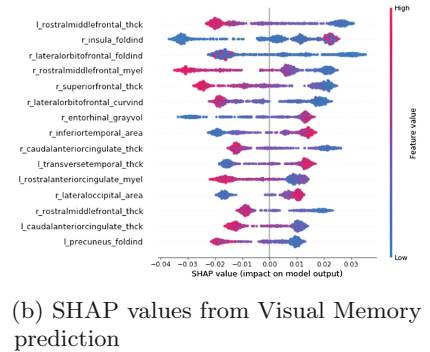 High
l_rostralmiddlefrontal_thck
r_insula_foldind
r_lateralorbitofrontal_foldind
r_rostralmiddlefrontal_myel
r_superiorfrontal_thck
r_lateralorbitofrontal_curvind
r_entorhinal_grayvol
r_inferiortemporal_area
r_caudalanteriorcingulate_thck
l_transversetemporal_thck
l_rostralanteriorcingulate_myel
r_lateraloccipital_area
r_rostralmiddlefrontal_thck
l_caudalanteriorcingulate_thck
l_precuneus_foldind
Feature value
Low
−0.04 −0.03 −0.02 −0.01 0.00 0.01 0.02 0.03
SHAP value (impact on model output)
(b) SHAP values from Visual Memory
prediction